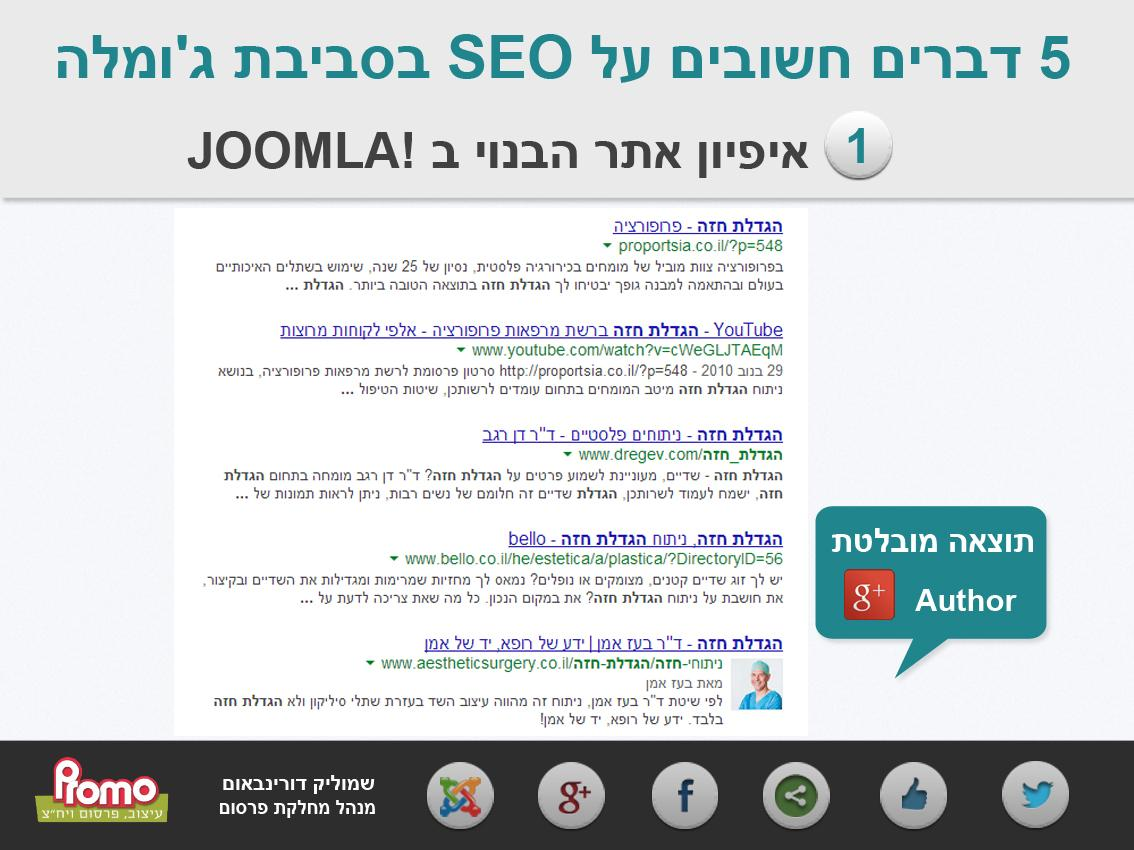 5 דברים חשובים על SEO בסביבת ג'ומלה
1 איפיון אתר הבנוי ב !JOOMLA
הגדלת חזה - פרופורציה
proportsia.co.il/?p=548
בפרופורציה צוות מוביל של מומחים בכירורגיה פלסטית, נסיון של 25 שנה, שימוש בשתלים האיכותיים
בעולם ובהתאמה למבנה גופך יבטיחו לך הגדלת חזה בתוצאה הטובה ביותר. הגדלת ...
YouTube - הגדלת חזה ברשת מרפאות פרופורציה - אלפי לקוחות מרוצות
www.youtube.com/watch?v=cWeGLJTAEqM
29 בנוב 2010 - http://proportsia.co.il/?p=548 סרטון פרסומת לרשת מרפאות פרופורציה, בנושא
ניתוח הגדלת חזה מיטב המומחים בתחום עומדים לרשותכן, שיטות הטיפול ...
הגדלת חזה - ניתוחים פלסטיים - ד"ר דן רגב
www.dregev.com/הגדלת_חזה
הגדלת חזה - שדיים, מעוניינת לשמוע פרטים על הגדלת חזה? ד"ר דן רגב מומחה בתחום הגדלת
חזה, ישמח לעמוד לשרותכן, הגדלת שדיים זה חלומם של נשים רבות, ניתן לראות תמונות של ...
הגדלת חזה, ניתוח הגדלת חזה - bello
www.bello.co.il/he/estetica/a/plastica/?DirectoryID=56
יש לך זוג שדיים קטנים, מצומקים או נופלים? נמאס לך מחזיות שמרימות ומגדילות את השדיים ובקיצור,
את חושבת על ניתוח הגדלת חזה? את במקום הנכון. כל מה שאת צריכה לדעת על ...
הגדלת חזה - ד"ר בעז אמן | ידע של רופא, יד של אמן
www.aestheticsurgery.co.il/ניתוחי-חזה/הגדלת-חזה
מאת בעז אמן
לפי שיטת ד"ר בעז אמן, ניתוח זה מהווה עיצוב השד בעזרת שתלי סיליקון ולא הגדלת חזה
בלבד. ידע של רופא, יד של אמן!
תוצאה מובלטת
Author g+
שמוליק דורינבאום
מנהל מחלקת פרסום
Promo
עיצוב, פרסום ויח"צ
g+
f